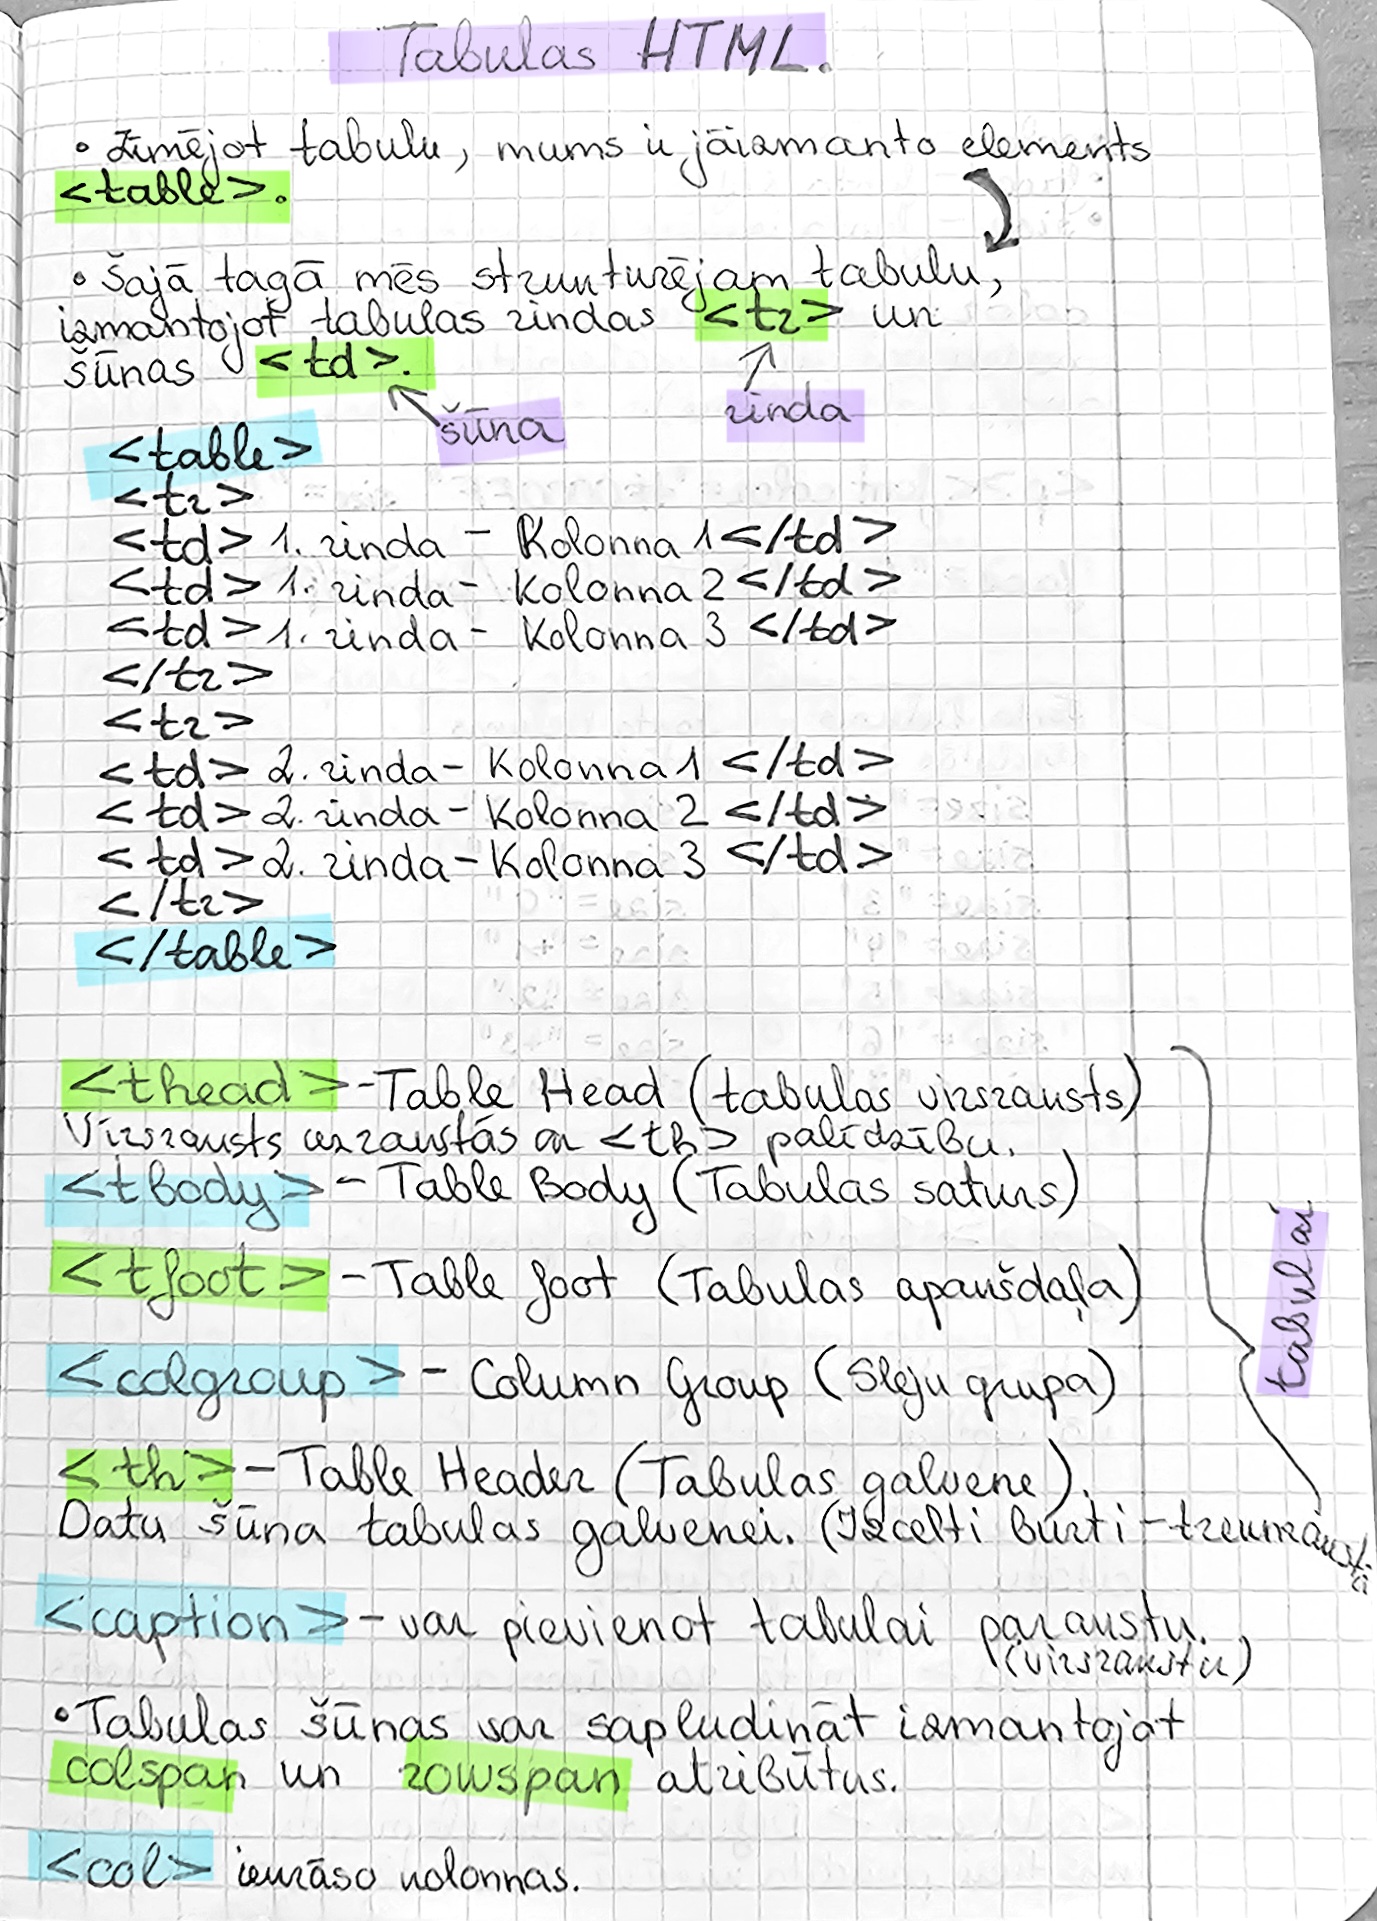 Tabulas HTML.
• Zīmējot tabulu, mums ir jāizmanto elements
<table>.
• Šajā tagā mēs strukturējam tabulu,
izmantojot tabulas rindas <tr> un
šūnas <td>.
šūna
rinda
<table>
<tr>
<td> 1. rinda - Kolonna 1 </td>
<td> 1. rinda - Kolonna 2 </td>
<td> 1. rinda - Kolonna 3 </td>
</tr>
<tr>
<td> 2. rinda - Kolonna 1 </td>
<td> 2. rinda - Kolonna 2 </td>
<td> 2. rinda - Kolonna 3 </td>
</tr>
</table>
<thead> - Table Head (tabulas virsraksts)
Virsraksts uzrakstās ar <th> palīdzību.
<tbody> - Table Body (Tabulas saturs)
<tfoot> - Table foot (Tabulas apakšdaļa)
<colgroup> - Column Group (Sleju grupa)
<th> - Table Header (Tabulas galvene).
Datu šūna tabulas galvenei. (Izcelti burti - treknraksti
tabulai
<caption> - var pievienot tabulai parakstu.
(virsrakstu)
• Tabulas šūnas var sapludināt izmantojot
colspan un rowspan atribūtus.
<col> iekrāso kolonnas.